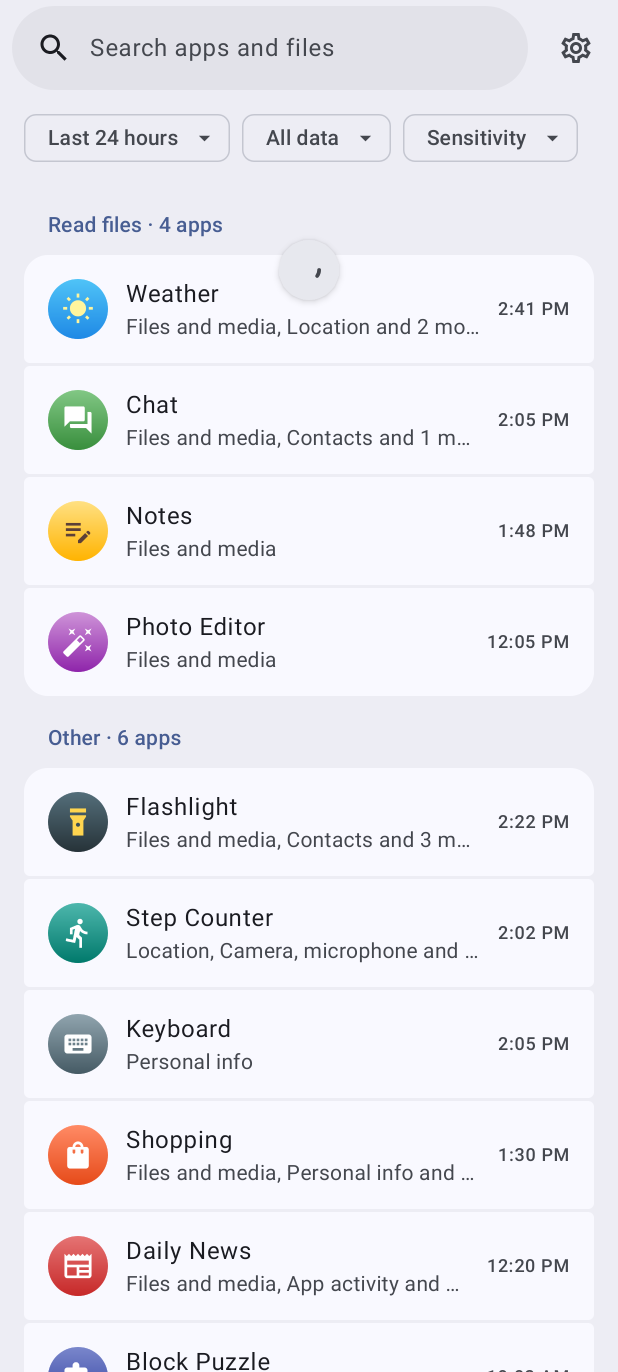 Search apps and files
Last 24 hours
All data
Sensitivity
Read files · 4 apps
Weather
Files and media, Location and 2 mo…
2:41 PM
Chat
Files and media, Contacts and 1 m…
2:05 PM
Notes
Files and media
1:48 PM
Photo Editor
Files and media
12:05 PM
Other · 6 apps
Flashlight
Files and media, Contacts and 3 m…
2:22 PM
Step Counter
Location, Camera, microphone and …
2:02 PM
Keyboard
Personal info
2:05 PM
Shopping
Files and media, Personal info and …
1:30 PM
Daily News
Files and media, App activity and …
12:20 PM
Block Puzzle